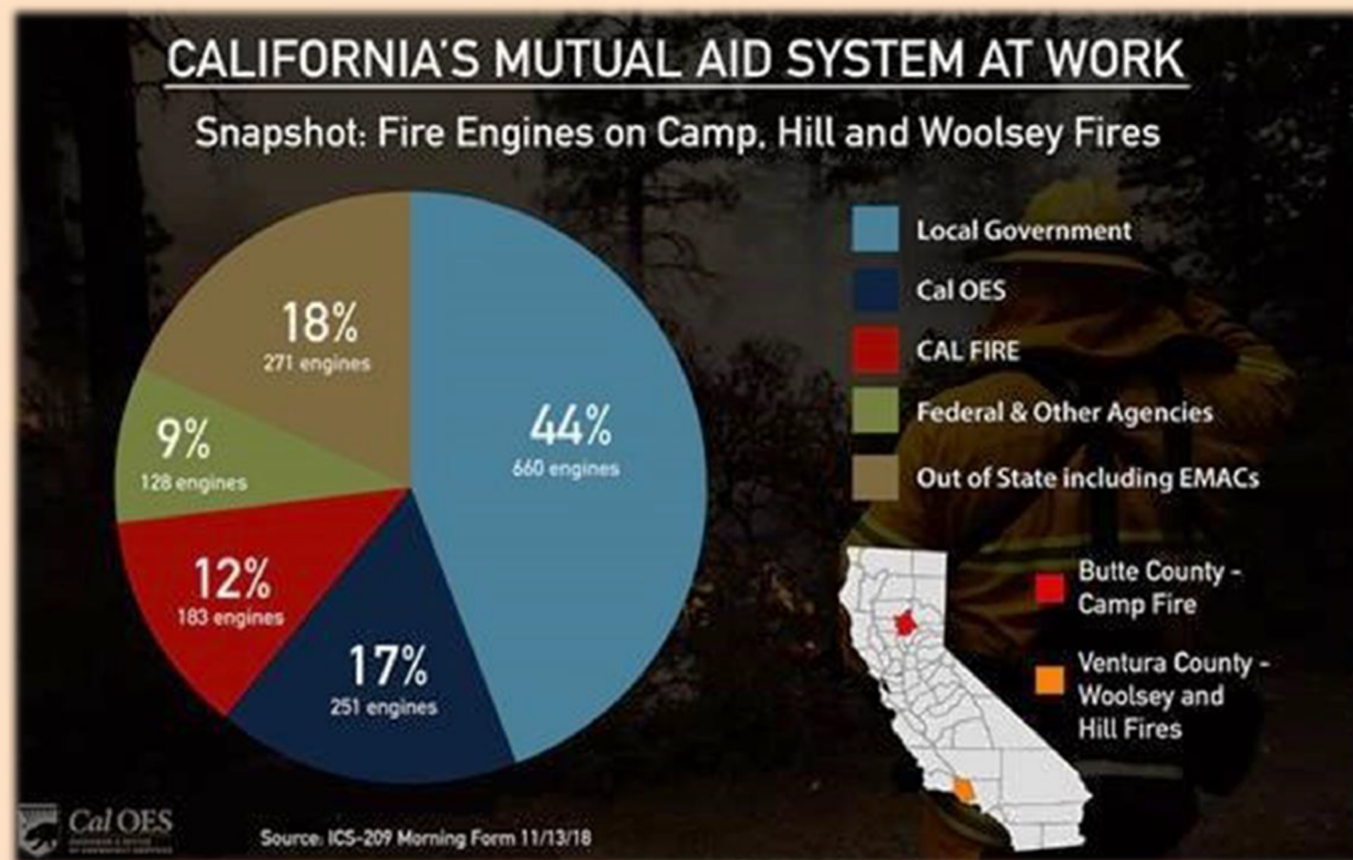 CALIFORNIA'S MUTUAL AID SYSTEM AT WORK
Snapshot: Fire Engines on Camp, Hill and Woolsey Fires
18%
271 engines
44%
660 engines
9%
128 engines
12%
183 engines
17%
251 engines
Local Government
Cal OES
CAL FIRE
Federal & Other Agencies
Out of State including EMACs
Butte County -
Camp Fire
Ventura County -
Woolsey and
Hill Fires
Cal OES
Source: ICS-209 Morning Form 11/13/18